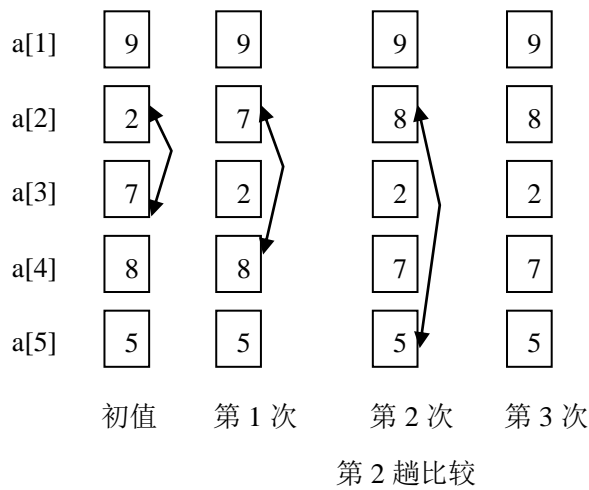 a[1] 9 9 9 9
a[2] 2 7 8 8
a[3] 7 2 2 2
a[4] 8 8 7 7
a[5] 5 5 5 5
初值 第 1 次 第 2 次 第 3 次
第 2 趟比较